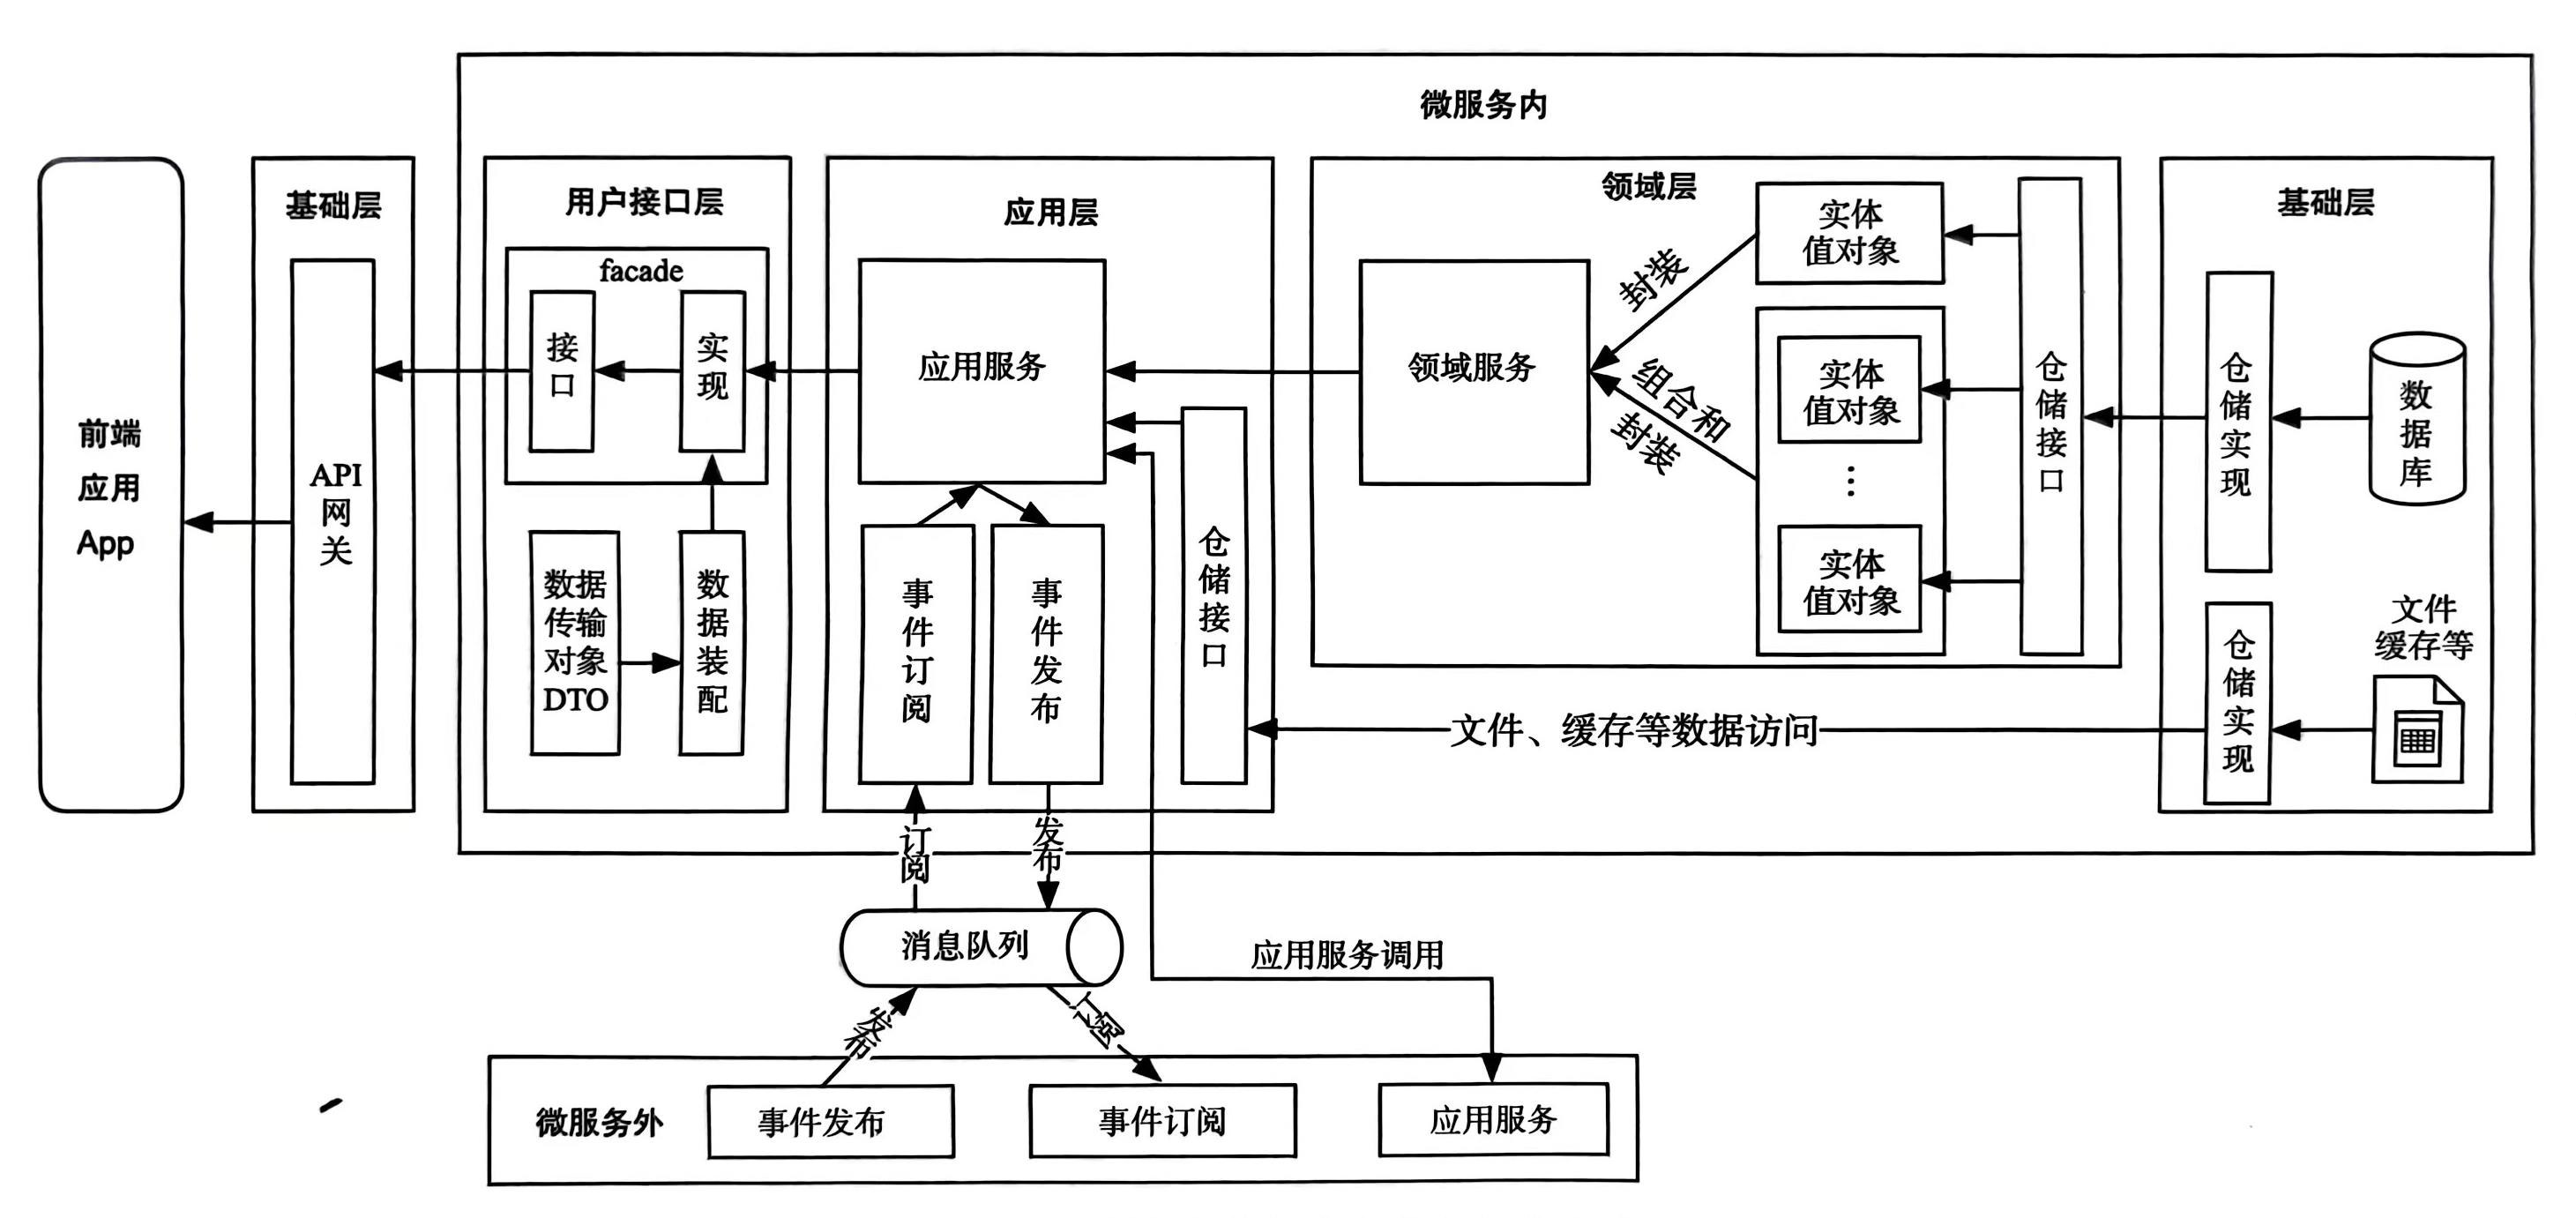 微服务内
前端
应用
App
基础层
API
网
关
用户接口层
facade
接
口
实
现
数据
传输
对象
DTO
数
据
装
配
应用层
应用服务
事
件
订
阅
事
件
发
布
仓
储
接
口
领域层
领域服务
封装
组合和
封装
实体
值对象
实体
值对象
⋮
实体
值对象
仓
储
接
口
基础层
仓
储
实
现
数
据
库
仓
储
实
现
文件
缓存等
文件、缓存等数据访问
订
阅
发
布
消息队列
应用服务调用
发
布
订阅
微服务外
事件发布
事件订阅
应用服务